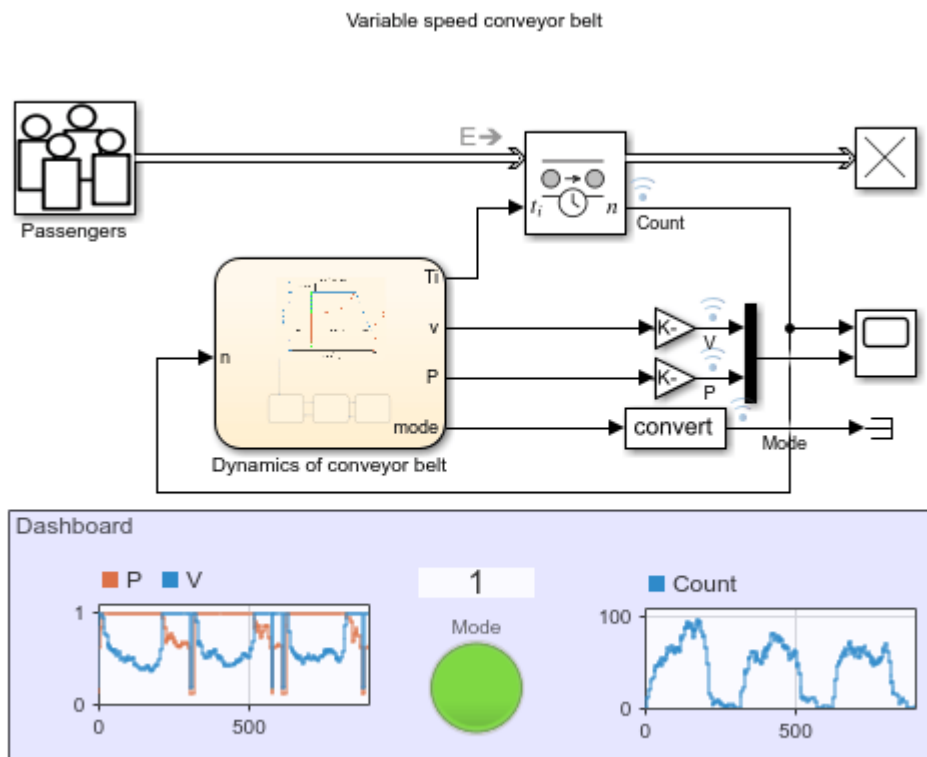 Variable speed conveyor belt
E
Passengers
ti
n
Count
Ti
v
P
mode
n
K-
V
K-
P
convert
Mode
Dynamics of conveyor belt
Dashboard
P V
1
0
0 500
1
Mode
Count
100
0
0 500